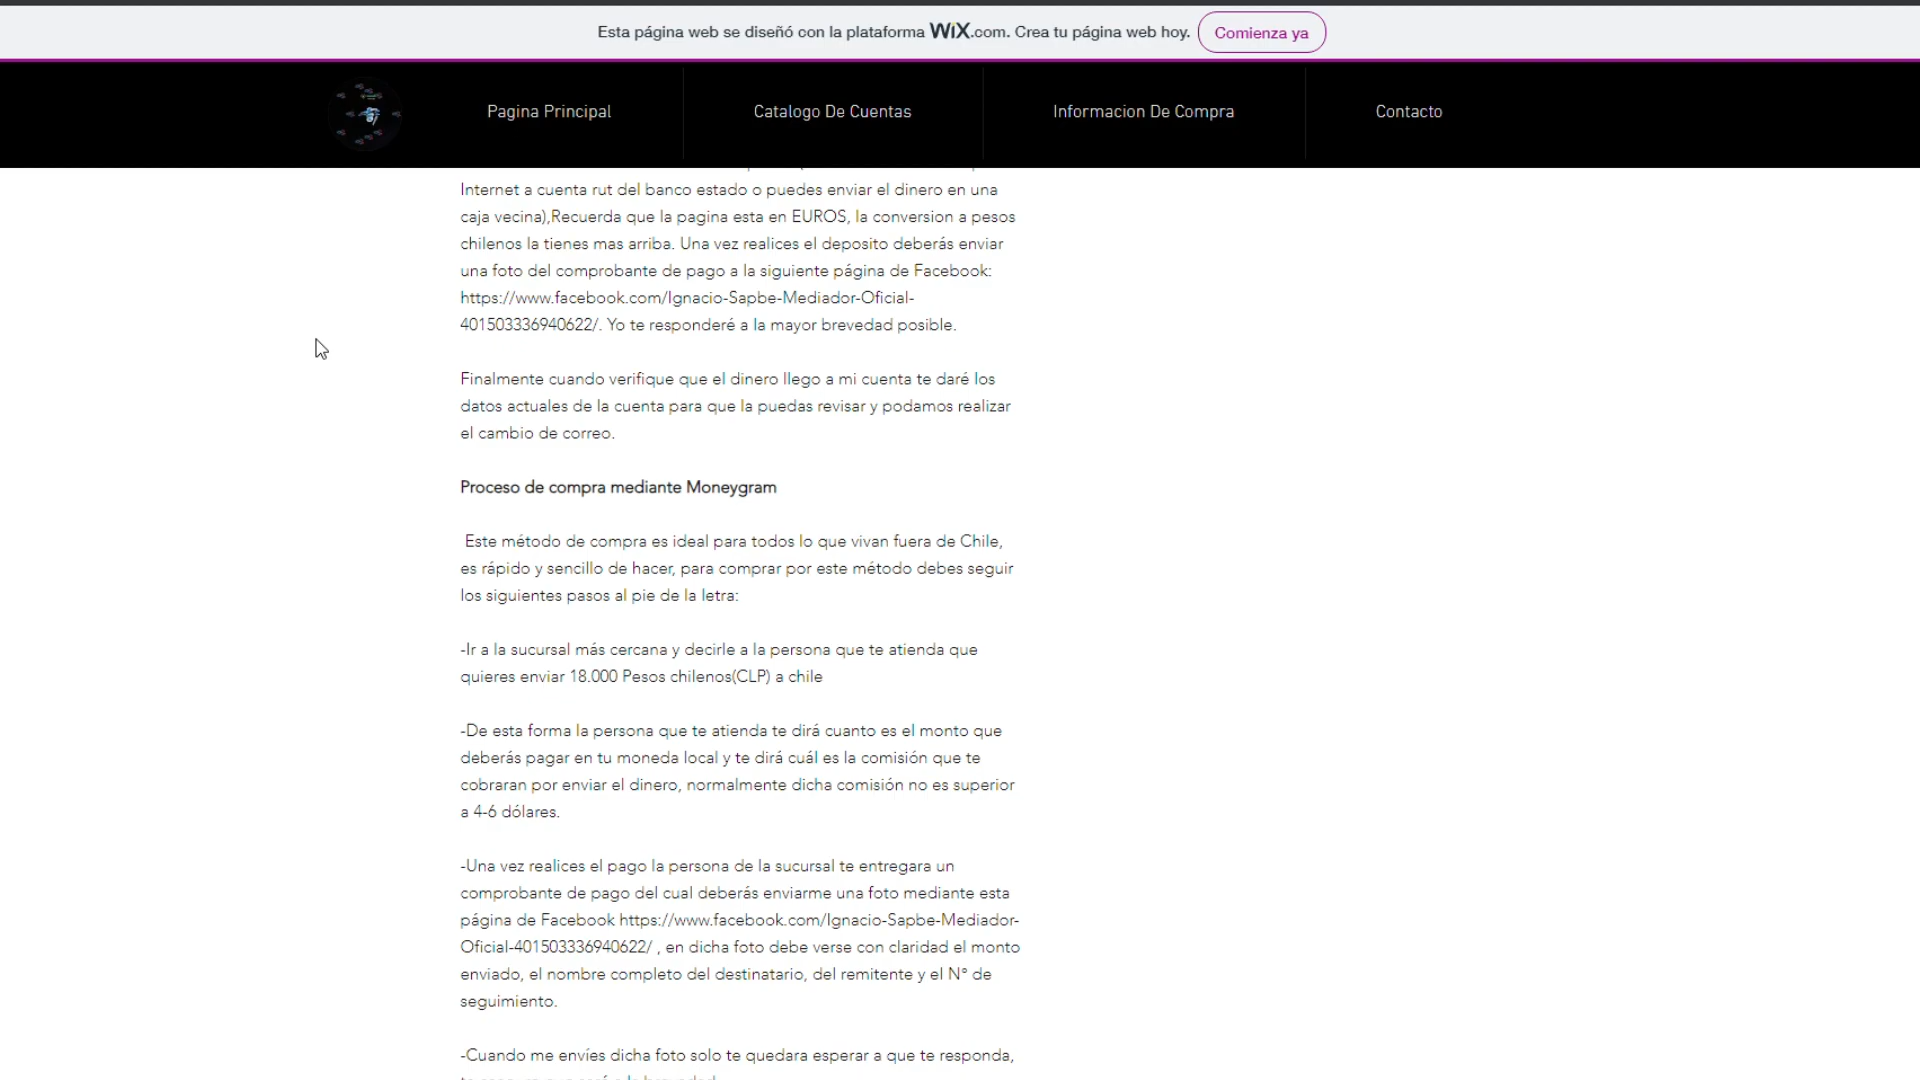 Esta página web se diseñó con la plataforma WiX.com. Crea tu página web hoy. Comienza ya
Pagina Principal
Catalogo De Cuentas
Informacion De Compra
Contacto
Internet a cuenta rut del banco estado o puedes enviar el dinero en una
caja vecina),Recuerda que la pagina esta en EUROS, la conversion a pesos
chilenos la tienes mas arriba. Una vez realices el deposito deberás enviar
una foto del comprobante de pago a la siguiente página de Facebook:
https://www.facebook.com/Ignacio-Sapbe-Mediador-Oficial-
401503336940622/. Yo te responderé a la mayor brevedad posible.
Finalmente cuando verifique que el dinero llego a mi cuenta te daré los
datos actuales de la cuenta para que la puedas revisar y podamos realizar
el cambio de correo.
Proceso de compra mediante Moneygram
Este método de compra es ideal para todos lo que vivan fuera de Chile,
es rápido y sencillo de hacer, para comprar por este método debes seguir
los siguientes pasos al pie de la letra:
-Ir a la sucursal más cercana y decirle a la persona que te atienda que
quieres enviar 18.000 Pesos chilenos(CLP) a chile
-De esta forma la persona que te atienda te dirá cuanto es el monto que
deberás pagar en tu moneda local y te dirá cuál es la comisión que te
cobraran por enviar el dinero, normalmente dicha comisión no es superior
a 4-6 dólares.
-Una vez realices el pago la persona de la sucursal te entregara un
comprobante de pago del cual deberás enviarme una foto mediante esta
página de Facebook https://www.facebook.com/Ignacio-Sapbe-Mediador-
Oficial-401503336940622/ , en dicha foto debe verse con claridad el monto
enviado, el nombre completo del destinatario, del remitente y el N° de
seguimiento.
-Cuando me envíes dicha foto solo te quedara esperar a que te responda,